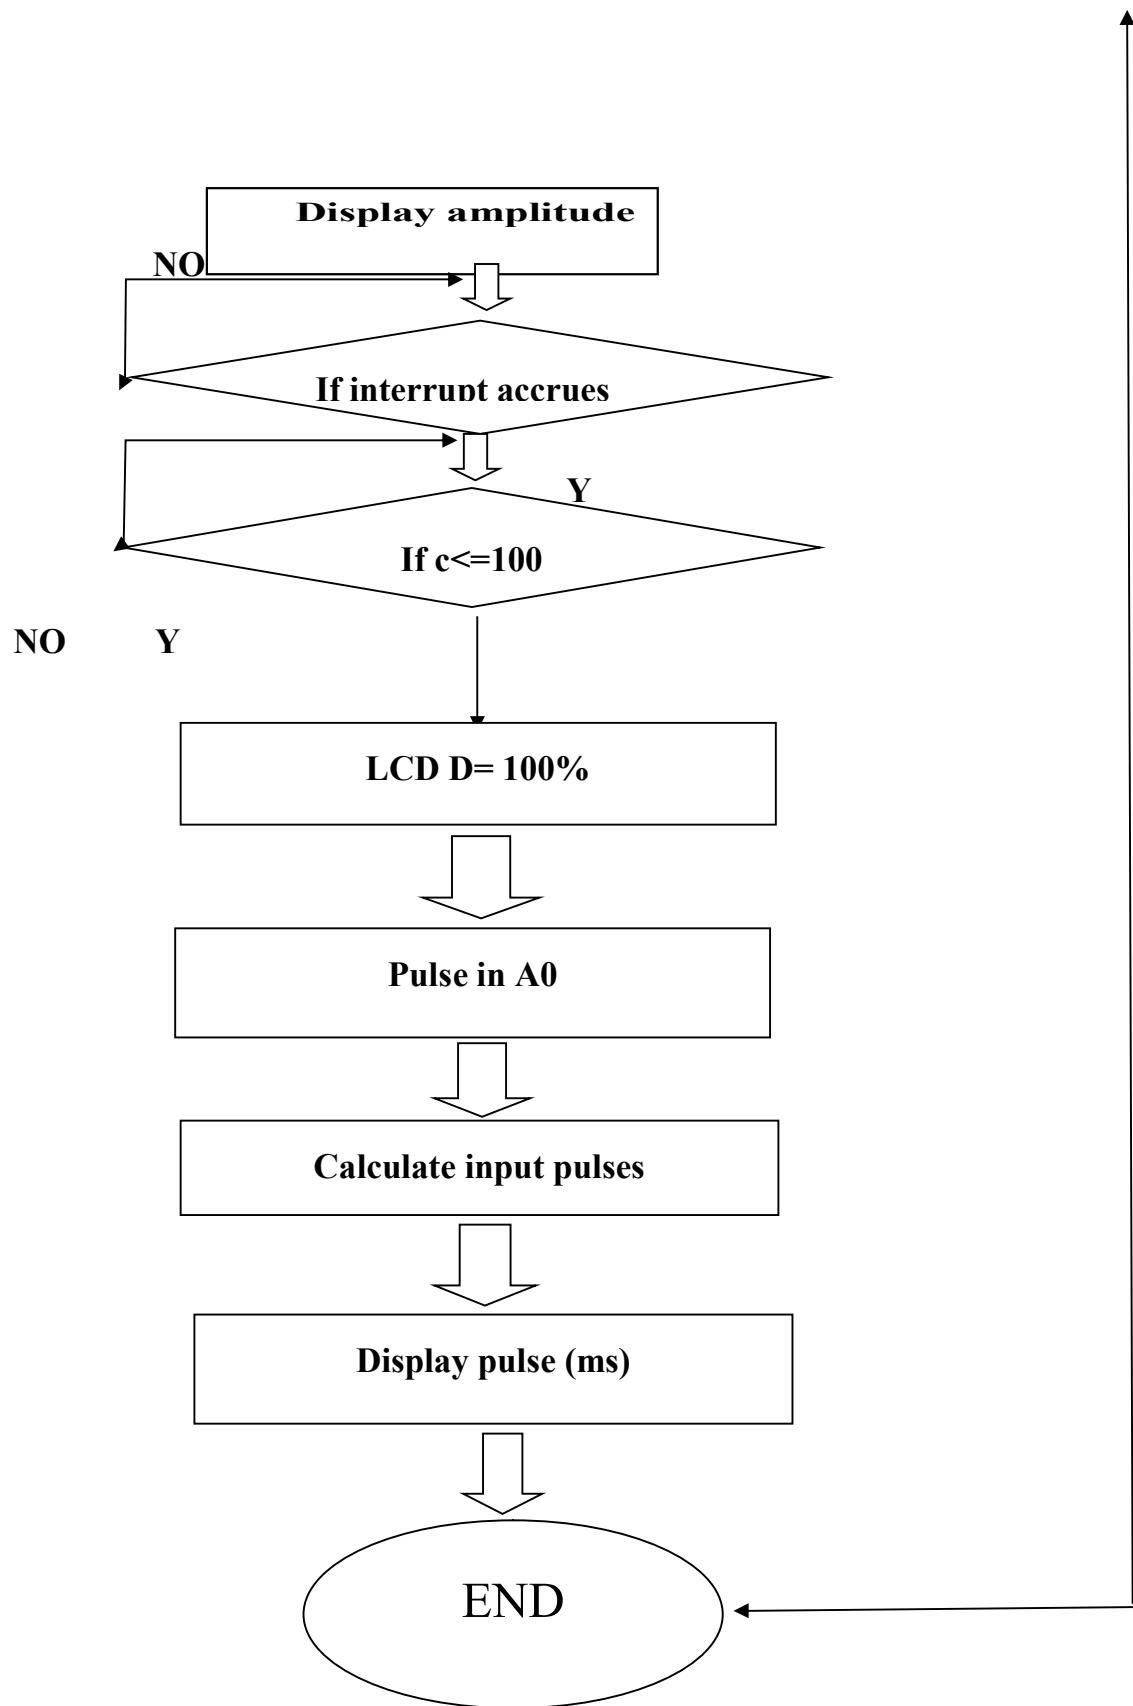 Display amplitude
NO
If interrupt accrues
Y
If c<=100
NO Y
LCD D= 100%
Pulse in A0
Calculate input pulses
Display pulse (ms)
END